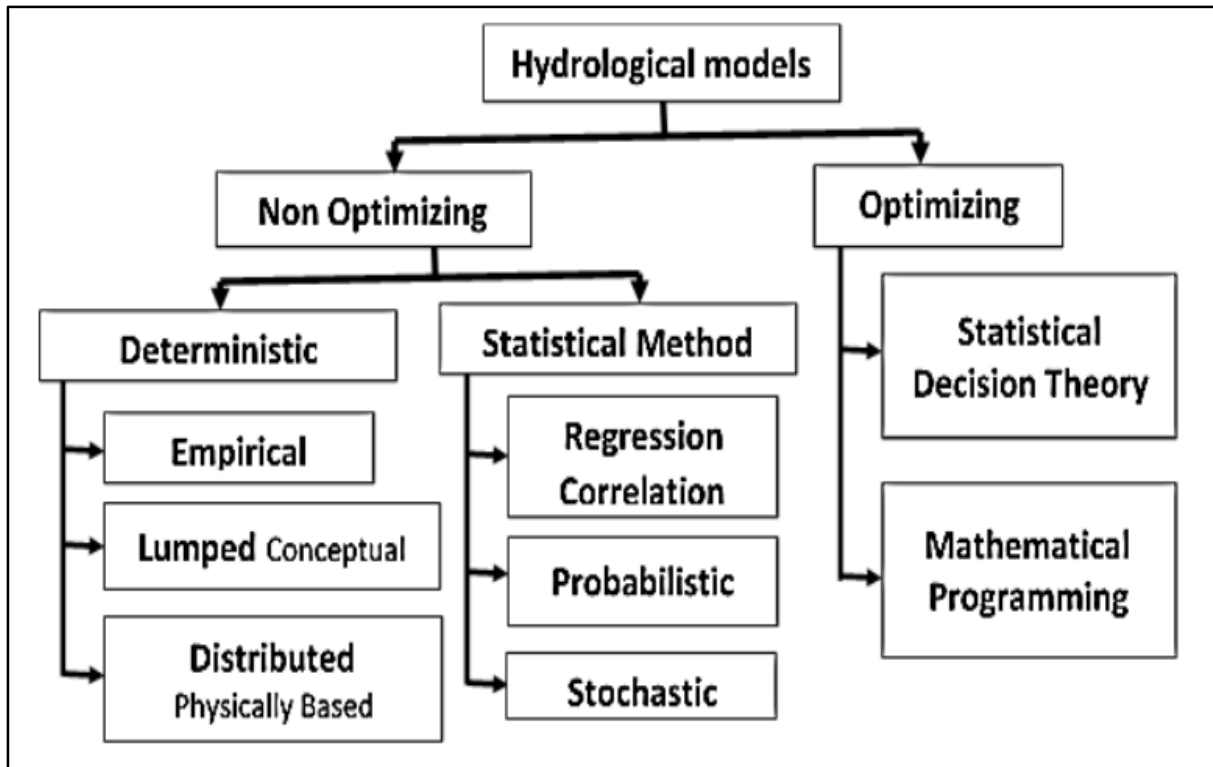 Hydrological models
Non Optimizing
Optimizing
Deterministic
Statistical Method
Empirical
Lumped Conceptual
Distributed
Physically Based
Regression
Correlation
Probabilistic
Stochastic
Statistical
Decision Theory
Mathematical
Programming